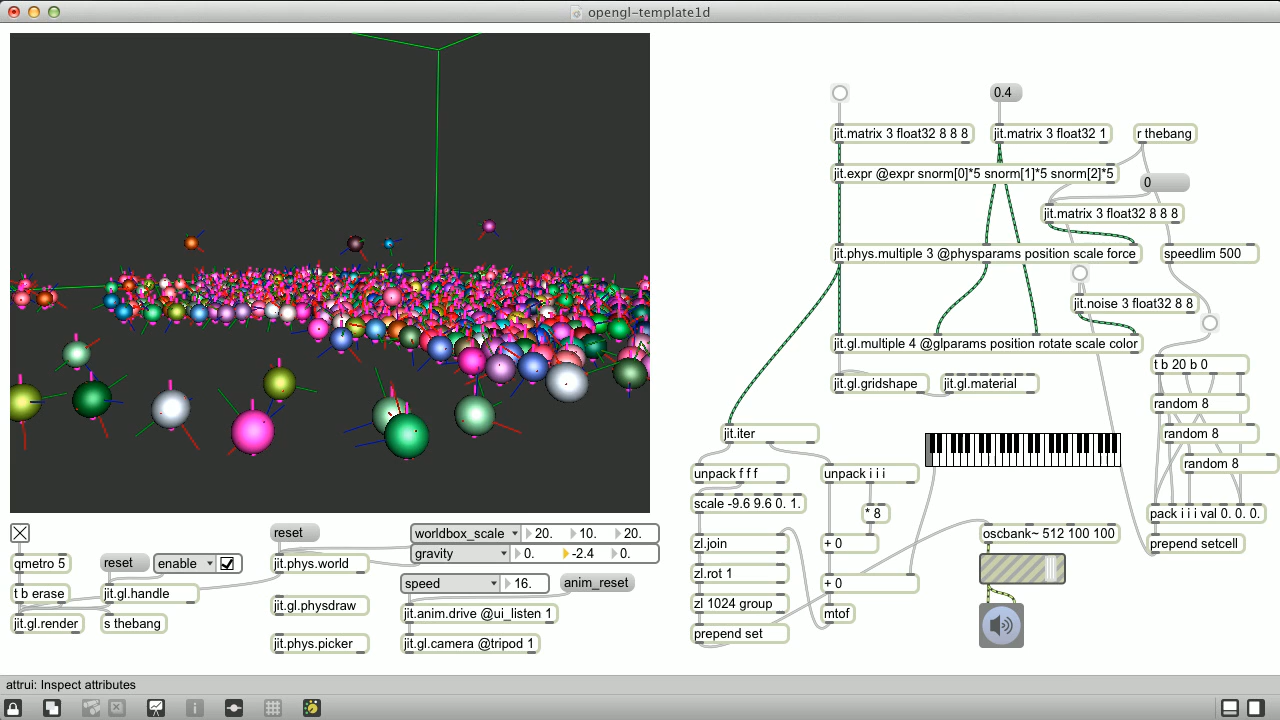 opengl-template1d
0.4
jit.matrix 3 float32 8 8 8
jit.matrix 3 float32 1
r thebang
jit.expr @expr snorm[0]*5 snorm[1]*5 snorm[2]*5
0
jit.matrix 3 float32 8 8 8
jit.phys.multiple 3 @physparams position scale force
speedlim 500
jit.noise 3 float32 8 8
jit.gl.multiple 4 @glparams position rotate scale color
t b 20 b 0
jit.gl.gridshape
jit.gl.material
random 8
jit.iter
random 8
random 8
unpack f f f
unpack i i i
scale -9.6 9.6 0. 1.
* 8
pack i i i val 0. 0. 0.
reset
worldbox_scale 20. 10. 20.
oscbank~ 512 100 100
zl.join
+ 0
prepend setcell
gravity 0. -2.4 0.
qmetro 5
reset
enable
jit.phys.world
zl.rot 1
speed 16.
anim_reset
+ 0
t b erase
jit.gl.handle
jit.gl.physdraw
zl 1024 group
jit.anim.drive @ui_listen 1
mtof
jit.gl.render
s thebang
prepend set
jit.phys.picker
jit.gl.camera @tripod 1
attrui: Inspect attributes